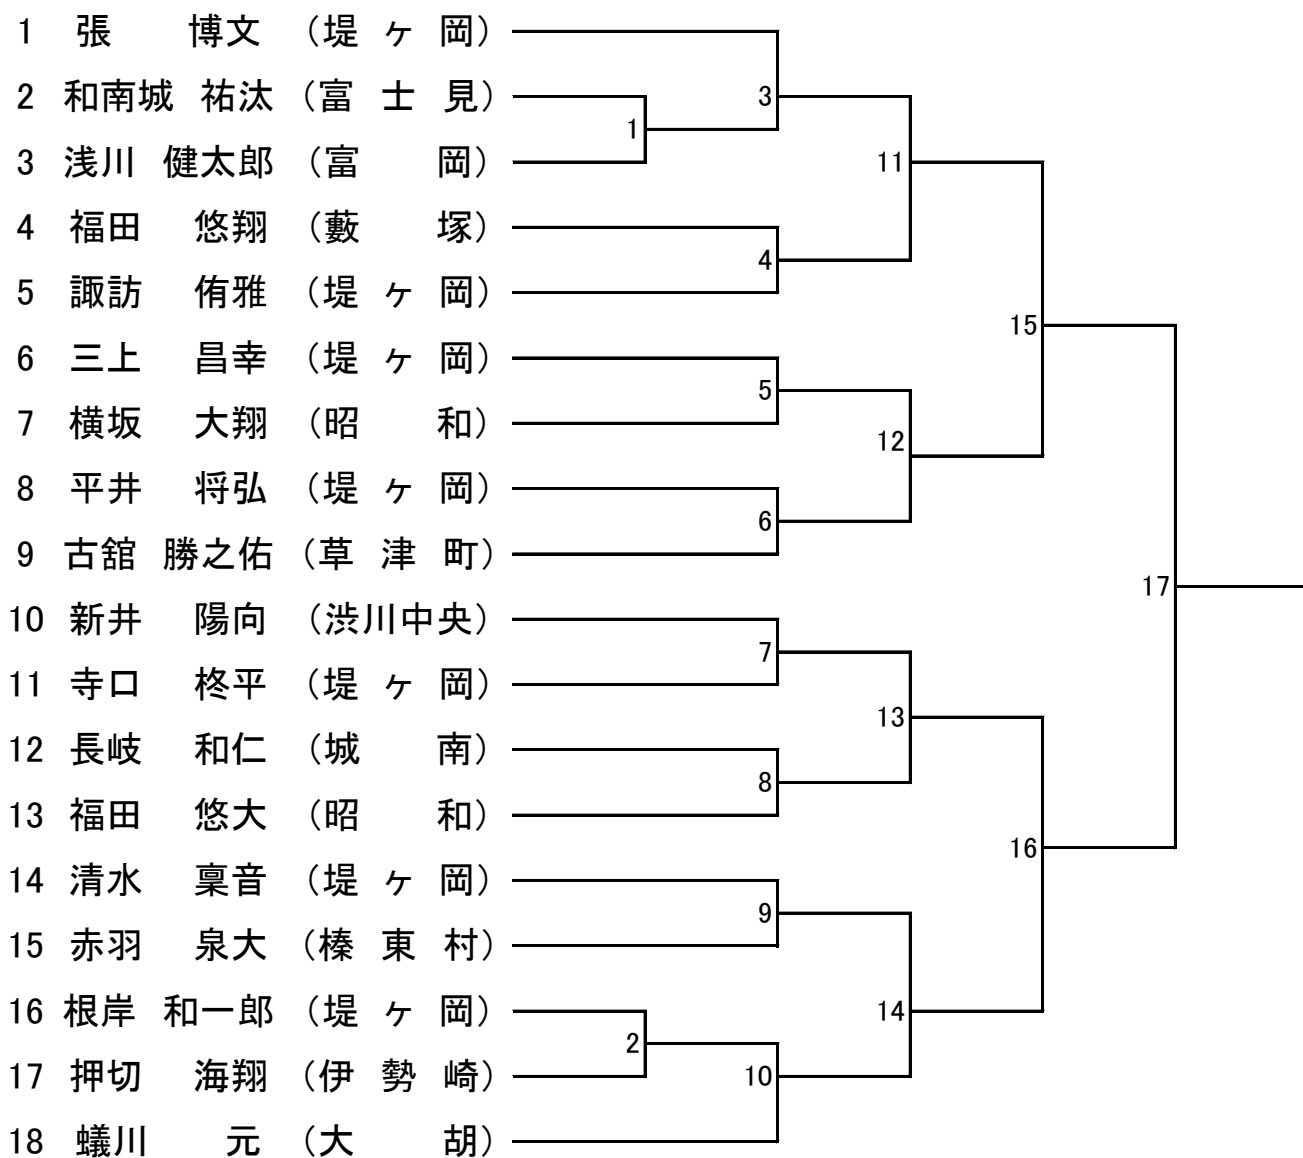 1 張 博文 (堤ヶ岡)
2 和南城 祐汰 (富士見)
3
1
3 浅川 健太郎 (富岡)
11
4 福田 悠翔 (藪塚)
4
5 諏訪 侑雅 (堤ヶ岡)
15
6 三上 昌幸 (堤ヶ岡)
5
7 横坂 大翔 (昭和)
12
8 平井 将弘 (堤ヶ岡)
6
9 古舘 勝之佑 (草津町)
17
10 新井 陽向 (渋川中央)
7
11 寺口 柊平 (堤ヶ岡)
13
12 長岐 和仁 (城南)
8
13 福田 悠大 (昭和)
16
14 清水 稟音 (堤ヶ岡)
9
15 赤羽 泉大 (榛東村)
16 根岸 和一郎 (堤ヶ岡)
14
2
17 押切 海翔 (伊勢崎)
10
18 蟻川 元 (大胡)